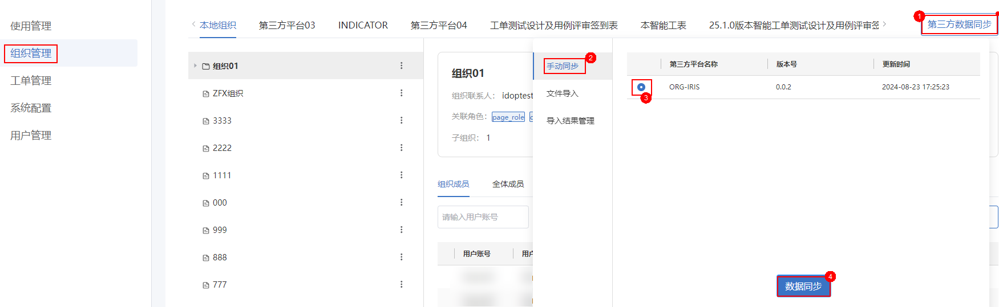 使用管理
组织管理
工单管理
系统配置
用户管理
本地组织
第三方平台03
INDICATOR
第三方平台04
工单测试设计及用例评审签到表
本智能工表
25.1.0版本智能工单测试设计及用例评审签
1
第三方数据同步
组织01
ZFX组织
3333
2222
1111
000
999
888
777
组织01
组织联系人： idoptest
关联角色： page_role
子组织： 1
组织成员
全体成员
请输入用户账号
用户账号
用户
2
手动同步
文件导入
导入结果管理
第三方平台名称
版本号
更新时间
3
ORG-IRIS
0.0.2
2024-08-23 17:25:23
4
数据同步